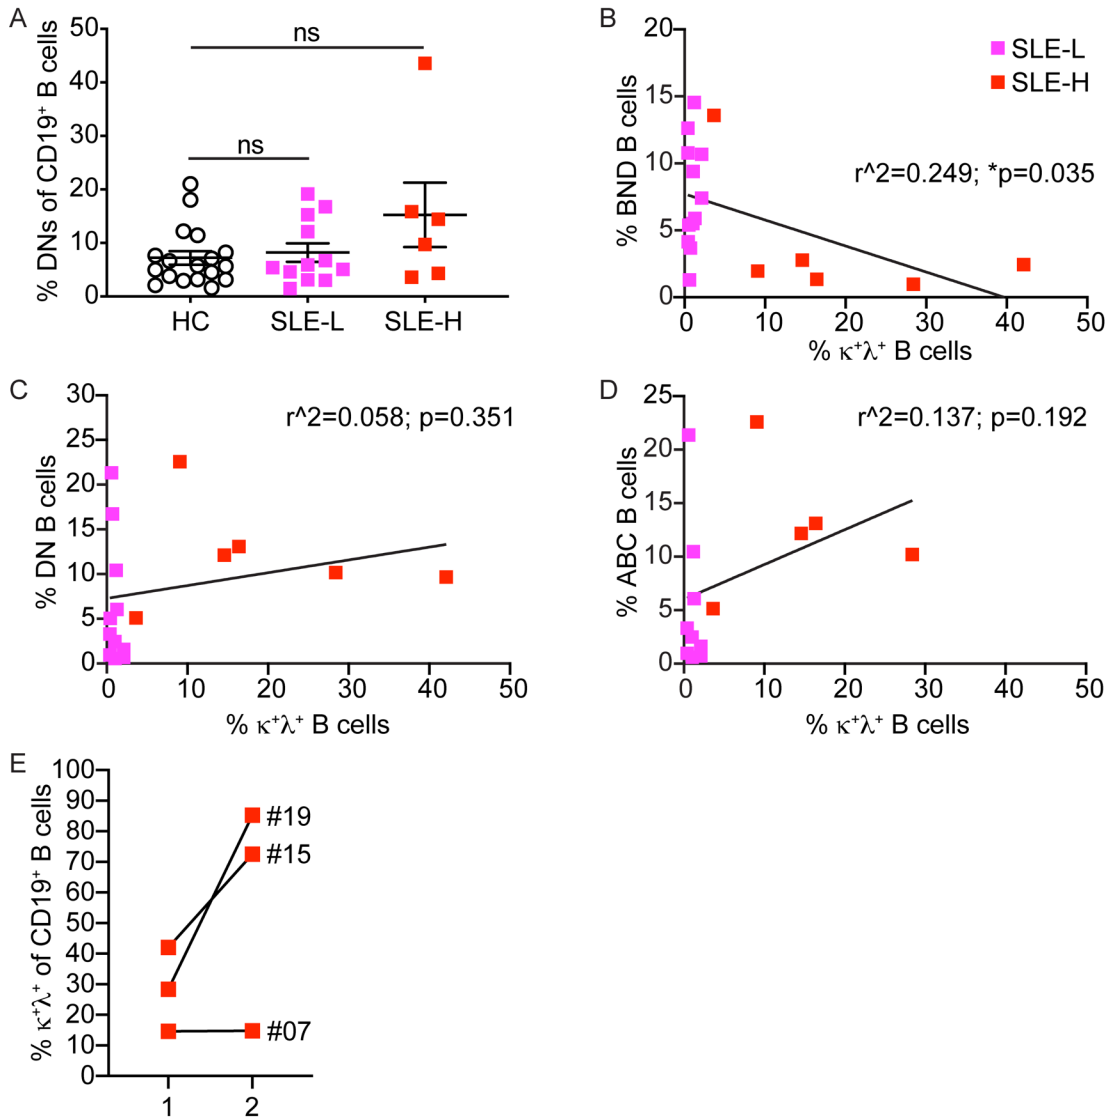 A
% DNs of CD19⁺ B cells
50
40
30
20
10
0
ns
ns
HC SLE-L SLE-H
B
% BND B cells
20
15
10
5
0
SLE-L
SLE-H
r^2=0.249; *p=0.035
0 10 20 30 40 50
% κ⁺λ⁺ B cells
C
% DN B cells
30
25
20
15
10
5
0
r^2=0.058; p=0.351
0 10 20 30 40 50
% κ⁺λ⁺ B cells
D
% ABC B cells
25
20
15
10
5
0
r^2=0.137; p=0.192
0 10 20 30 40 50
% κ⁺λ⁺ B cells
E
% κ⁺λ⁺ of CD19⁺ B cells
100
90
80
70
60
50
40
30
20
10
0
#19
#15
#07
1 2